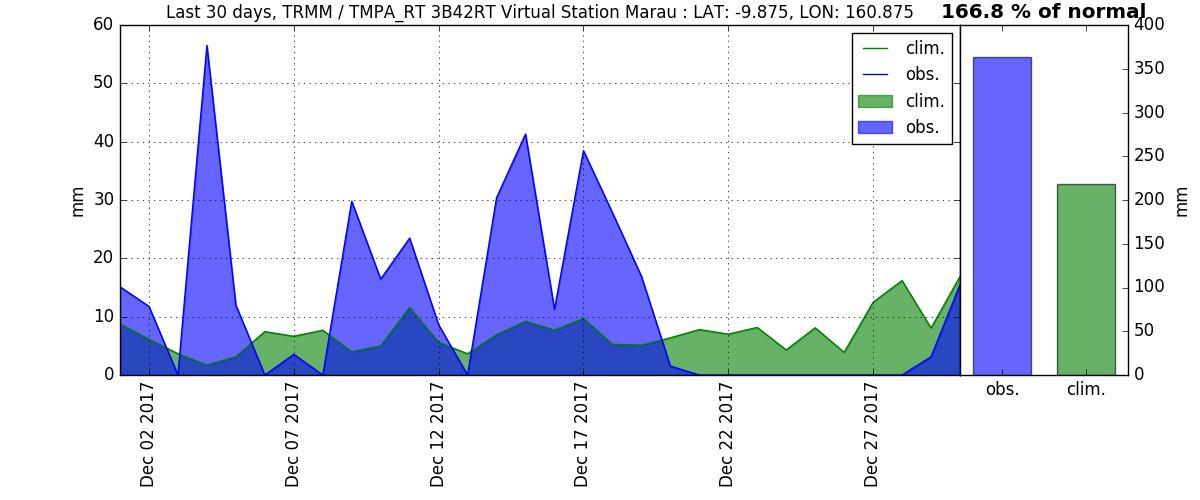 Last 30 days, TRMM / TMPA_RT 3B42RT Virtual Station Marau : LAT: -9.875, LON: 160.875
166.8 % of normal
60
50
40
30
20
10
0
mm
clim.
obs.
clim.
obs.
Dec 02 2017
Dec 07 2017
Dec 12 2017
Dec 17 2017
Dec 22 2017
Dec 27 2017
400
350
300
250
200
150
100
50
0
mm
obs.
clim.